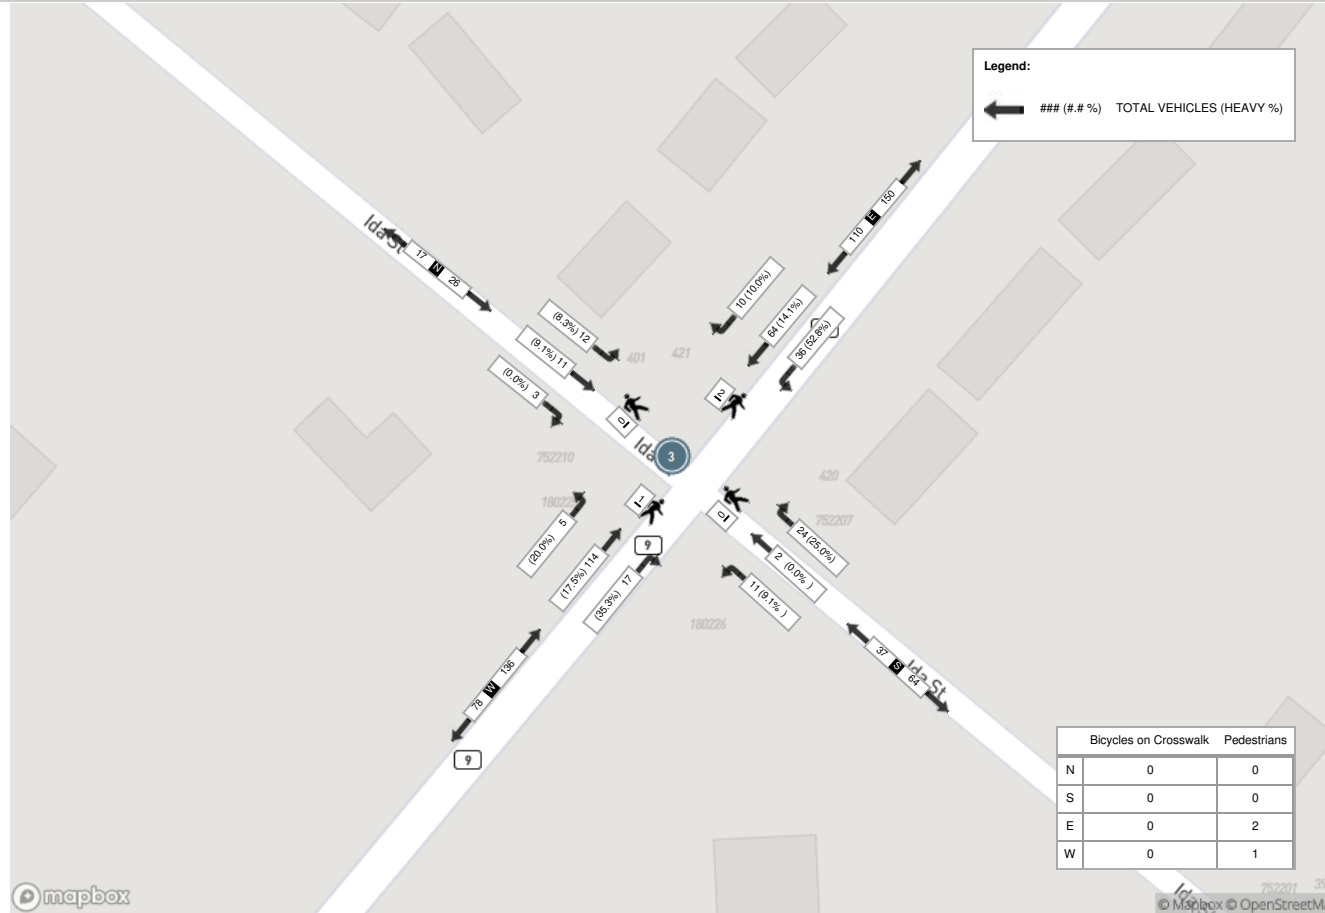 Legend:
### (#.# %) TOTAL VEHICLES (HEAVY %)
150
E
110
Ida St
17 N 26
10 (10.0%)
64 (14.1%)
36 (52.8%)
(8.3%) 12
(9.1%) 11
(0.0%) 3
401
421
2
0
Ida
3
752210
420
180225
1
0
752207
5
(20.0%)
9
24 (25.0%)
(17.5%) 114
2 (0.0% )
(35.3%) 17
11 (9.1% )
180226
136
W
78
37 S 64
Ida St
9
Bicycles on Crosswalk Pedestrians
N 0 0
S 0 0
E 0 2
W 0 1
mapbox
752201
© Mapbox © OpenStreetM